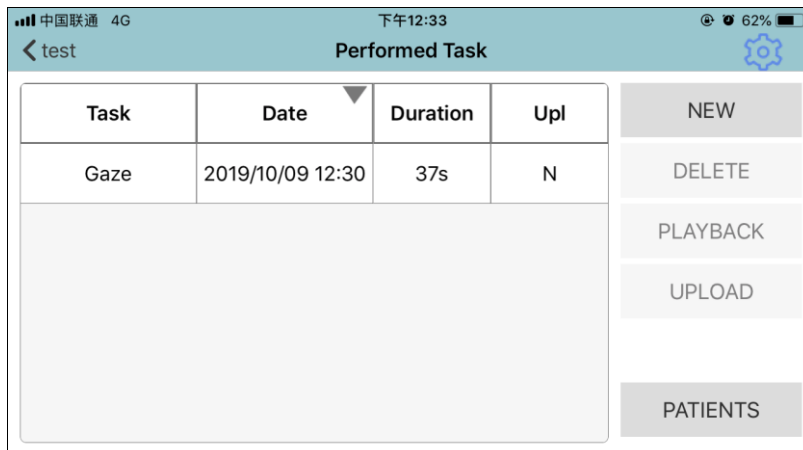 中国联通 4G 下午12:33 62%
test Performed Task
Task Date Duration Upl NEW
Gaze 2019/10/09 12:30 37s N DELETE
PLAYBACK
UPLOAD
PATIENTS